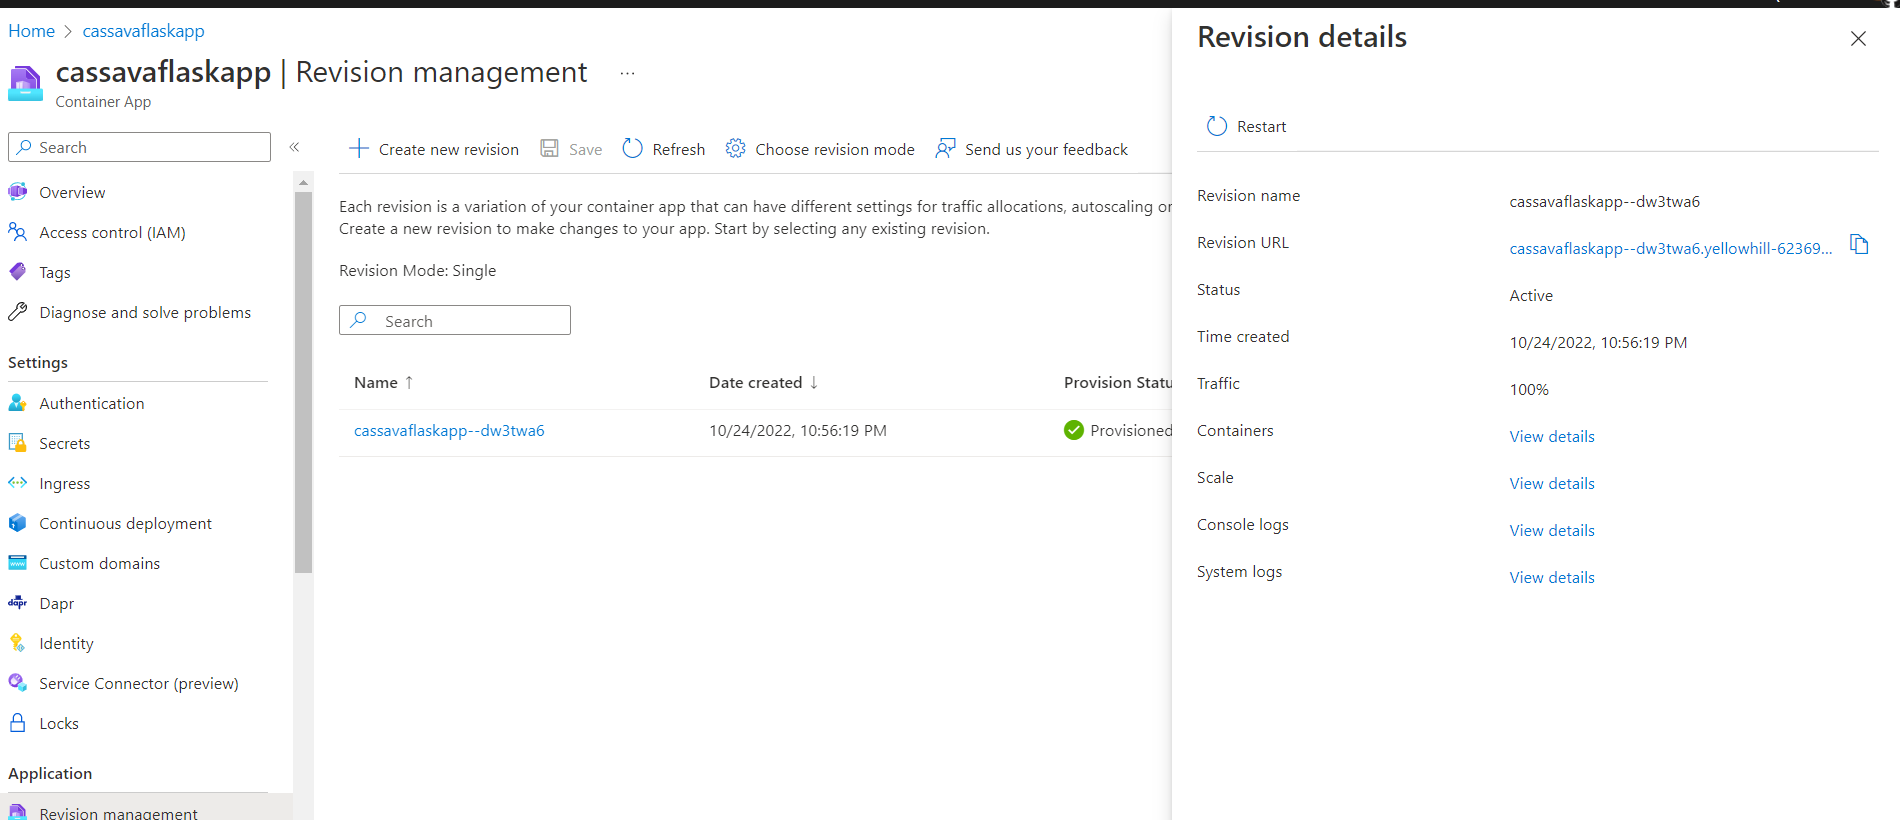 Home > cassavaflaskapp
cassavaflaskapp | Revision management ...
Container App
Search
«
Overview
Access control (IAM)
Tags
Diagnose and solve problems
Settings
Authentication
Secrets
Ingress
Continuous deployment
Custom domains
dapr Dapr
Identity
Service Connector (preview)
Locks
Application
Revision management
Create new revision Save Refresh Choose revision mode Send us your feedback
Each revision is a variation of your container app that can have different settings for traffic allocations, autoscaling or
Create a new revision to make changes to your app. Start by selecting any existing revision.
Revision Mode: Single
Search
Name ↑ Date created ↓ Provision Statu
cassavaflaskapp--dw3twa6 10/24/2022, 10:56:19 PM Provisioned
Revision details
Restart
Revision name cassavaflaskapp--dw3twa6
Revision URL cassavaflaskapp--dw3twa6.yellowhill-62369...
Status Active
Time created 10/24/2022, 10:56:19 PM
Traffic 100%
Containers View details
Scale View details
Console logs View details
System logs View details